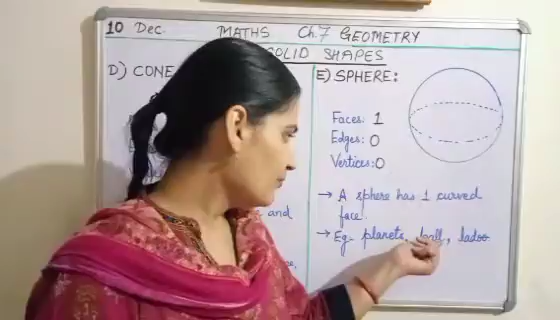 10 Dec. MATHS Ch.7 GEOMETRY
SOLID SHAPES
D) CONE
E) SPHERE:
Faces: 1
Edges: 0
Vertices: 0
→ A sphere has 1 curved
face.
→ Eg. planets, ball, ladoo
and